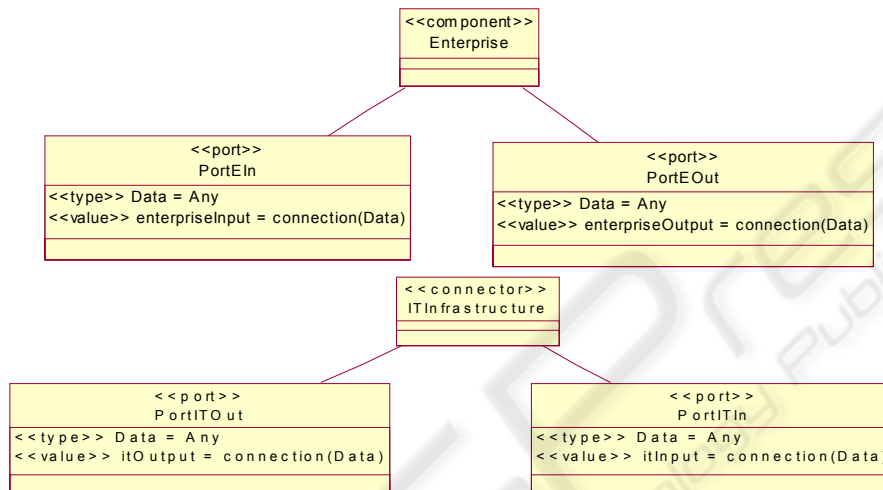 <<component>>
Enterprise
<<port>>
PortEIn
<<type>> Data = Any
<<value>> enterpriseInput = connection(Data)
<<port>>
PortEOut
<<type>> Data = Any
<<value>> enterpriseOutput = connection(Data)
<<connector>>
ITInfrastructure
<<port>>
PortITOut
<<type>> Data = Any
<<value>> itOutput = connection(Data)
<<port>>
PortITIn
<<type>> Data = Any
<<value>> itInput = connection(Data)